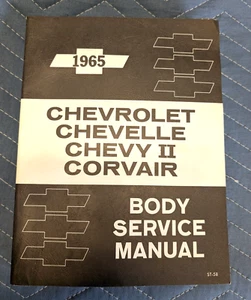 1965
CHEVROLET
CHEVELLE
CHEVY II
CORVAIR
BODY
SERVICE
MANUAL
ST-36